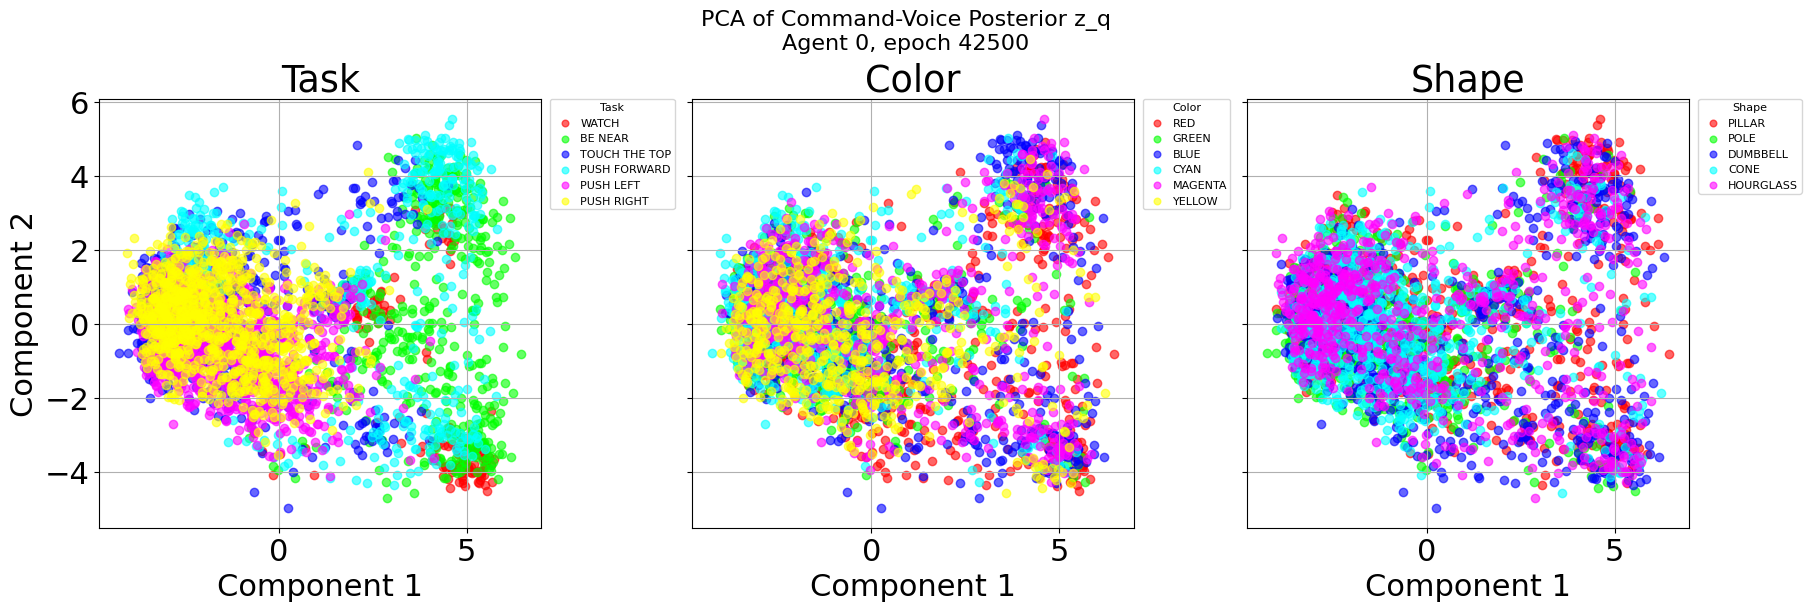 PCA of Command-Voice Posterior z_q
Agent 0, epoch 42500
Task
Color
Shape
Task
WATCH
BE NEAR
TOUCH THE TOP
PUSH FORWARD
PUSH LEFT
PUSH RIGHT
Color
RED
GREEN
BLUE
CYAN
MAGENTA
YELLOW
Shape
PILLAR
POLE
DUMBBELL
CONE
HOURGLASS
Component 2
6
4
2
0
−2
−4
0 5
0 5
0 5
Component 1
Component 1
Component 1